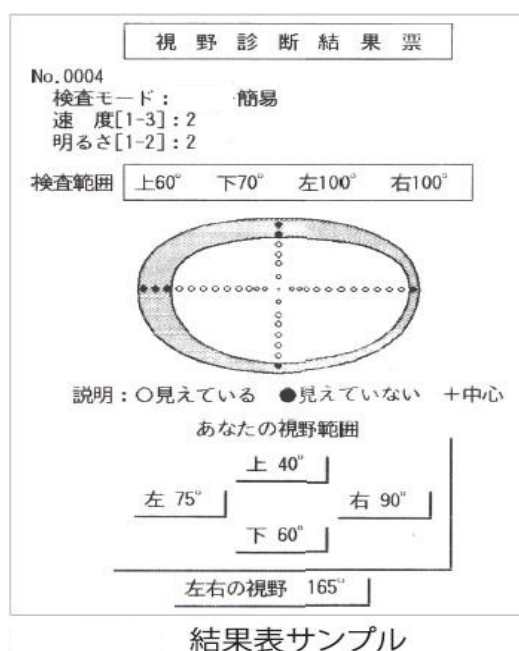 視野診断結果票
No.0004
検査モード： 簡易
速　度[1-3]：2
明るさ[1-2]：2
検査範囲 上60° 下70° 左100° 右100°
説明：○見えている ●見えていない ＋中心
あなたの視野範囲
上 40°
左 75° 右 90°
下 60°
左右の視野 165°
結果表サンプル